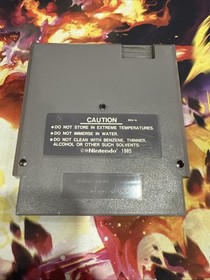 CAUTION
•DO NOT STORE IN EXTREME TEMPERATURES.
•DO NOT IMMERSE IN WATER.
•DO NOT CLEAN WITH BENZENE, THINNER,
ALCOHOL OR OTHER SUCH SOLVENTS.
©Nintendo 1985